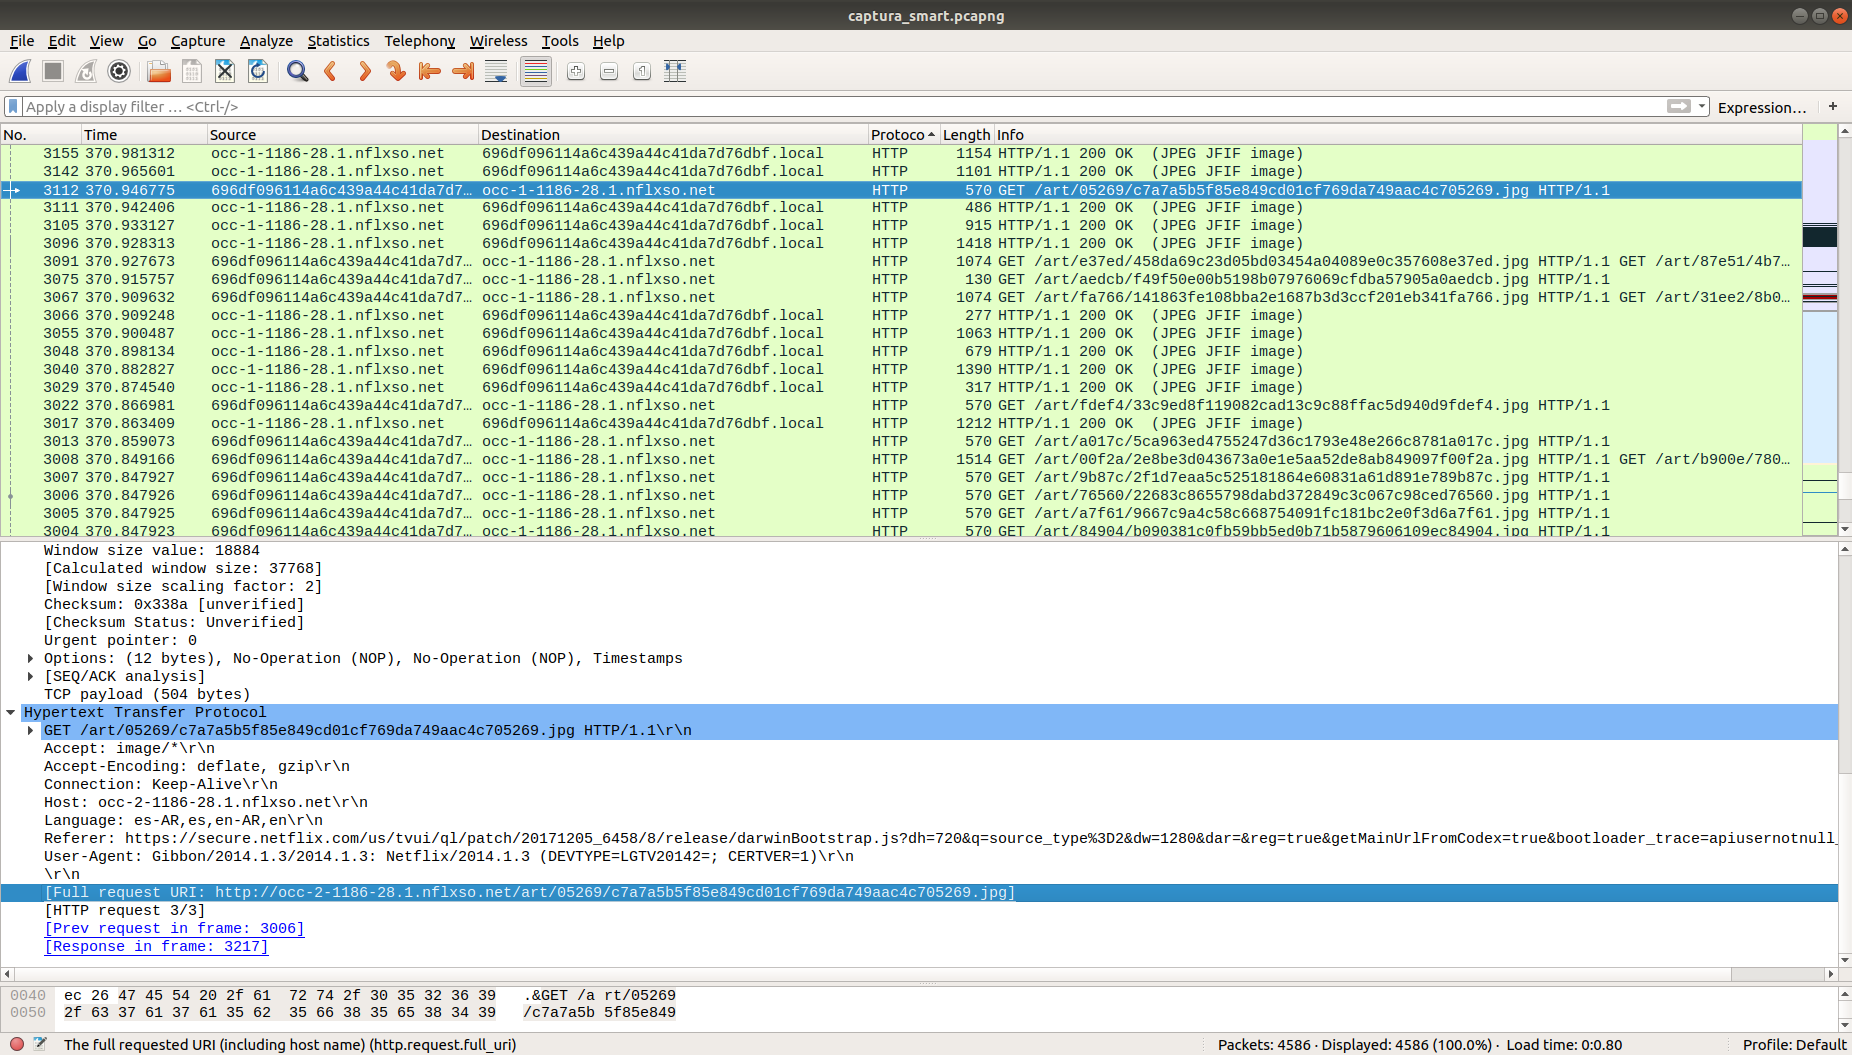 captura_smart.pcapng
File Edit View Go Capture Analyze Statistics Telephony Wireless Tools Help
Apply a display filter … <Ctrl-/> Expression… +
No. Time Source Destination Protoco Length Info
3155 370.981312 occ-1-1186-28.1.nflxso.net 696df096114a6c439a44c41da7d76dbf.local HTTP 1154 HTTP/1.1 200 OK (JPEG JFIF image)
3142 370.965601 occ-1-1186-28.1.nflxso.net 696df096114a6c439a44c41da7d76dbf.local HTTP 1101 HTTP/1.1 200 OK (JPEG JFIF image)
3112 370.946775 696df096114a6c439a44c41da7d7… occ-1-1186-28.1.nflxso.net HTTP 570 GET /art/05269/c7a7a5b5f85e849cd01cf769da749aac4c705269.jpg HTTP/1.1
3111 370.942406 occ-1-1186-28.1.nflxso.net 696df096114a6c439a44c41da7d76dbf.local HTTP 486 HTTP/1.1 200 OK (JPEG JFIF image)
3105 370.933127 occ-1-1186-28.1.nflxso.net 696df096114a6c439a44c41da7d76dbf.local HTTP 915 HTTP/1.1 200 OK (JPEG JFIF image)
3096 370.928313 occ-1-1186-28.1.nflxso.net 696df096114a6c439a44c41da7d76dbf.local HTTP 1418 HTTP/1.1 200 OK (JPEG JFIF image)
3091 370.927673 696df096114a6c439a44c41da7d7… occ-1-1186-28.1.nflxso.net HTTP 1074 GET /art/e37ed/458da69c23d05bd03454a04089e0c357608e37ed.jpg HTTP/1.1 GET /art/87e51/4b7…
3075 370.915757 696df096114a6c439a44c41da7d7… occ-1-1186-28.1.nflxso.net HTTP 130 GET /art/aedcb/f49f50e00b5198b07976069cfdba57905a0aedcb.jpg HTTP/1.1
3067 370.909632 696df096114a6c439a44c41da7d7… occ-1-1186-28.1.nflxso.net HTTP 1074 GET /art/fa766/141863fe108bba2e1687b3d3ccf201eb341fa766.jpg HTTP/1.1 GET /art/31ee2/8b0…
3066 370.909248 occ-1-1186-28.1.nflxso.net 696df096114a6c439a44c41da7d76dbf.local HTTP 277 HTTP/1.1 200 OK (JPEG JFIF image)
3055 370.900487 occ-1-1186-28.1.nflxso.net 696df096114a6c439a44c41da7d76dbf.local HTTP 1063 HTTP/1.1 200 OK (JPEG JFIF image)
3048 370.898134 occ-1-1186-28.1.nflxso.net 696df096114a6c439a44c41da7d76dbf.local HTTP 679 HTTP/1.1 200 OK (JPEG JFIF image)
3040 370.882827 occ-1-1186-28.1.nflxso.net 696df096114a6c439a44c41da7d76dbf.local HTTP 1390 HTTP/1.1 200 OK (JPEG JFIF image)
3029 370.874540 occ-1-1186-28.1.nflxso.net 696df096114a6c439a44c41da7d76dbf.local HTTP 317 HTTP/1.1 200 OK (JPEG JFIF image)
3022 370.866981 696df096114a6c439a44c41da7d7… occ-1-1186-28.1.nflxso.net HTTP 570 GET /art/fdef4/33c9ed8f119082cad13c9c88ffac5d940d9fdef4.jpg HTTP/1.1
3017 370.863409 occ-1-1186-28.1.nflxso.net 696df096114a6c439a44c41da7d76dbf.local HTTP 1212 HTTP/1.1 200 OK (JPEG JFIF image)
3013 370.859073 696df096114a6c439a44c41da7d7… occ-1-1186-28.1.nflxso.net HTTP 570 GET /art/a017c/5ca963ed4755247d36c1793e48e266c8781a017c.jpg HTTP/1.1
3008 370.849166 696df096114a6c439a44c41da7d7… occ-1-1186-28.1.nflxso.net HTTP 1514 GET /art/00f2a/2e8be3d043673a0e1e5aa52de8ab849097f00f2a.jpg HTTP/1.1 GET /art/b900e/780…
3007 370.847927 696df096114a6c439a44c41da7d7… occ-1-1186-28.1.nflxso.net HTTP 570 GET /art/9b87c/2f1d7eaa5c525181864e60831a61d891e789b87c.jpg HTTP/1.1
3006 370.847926 696df096114a6c439a44c41da7d7… occ-1-1186-28.1.nflxso.net HTTP 570 GET /art/76560/22683c8655798dabd372849c3c067c98ced76560.jpg HTTP/1.1
3005 370.847925 696df096114a6c439a44c41da7d7… occ-1-1186-28.1.nflxso.net HTTP 570 GET /art/a7f61/9667c9a4c58c668754091fc181bc2e0f3d6a7f61.jpg HTTP/1.1
3004 370.847923 696df096114a6c439a44c41da7d7… occ-1-1186-28.1.nflxso.net HTTP 570 GET /art/84904/b090381c0fb59bb5ed0b71b5879606109ec84904.jpg HTTP/1.1
Window size value: 18884
[Calculated window size: 37768]
[Window size scaling factor: 2]
Checksum: 0x338a [unverified]
[Checksum Status: Unverified]
Urgent pointer: 0
Options: (12 bytes), No-Operation (NOP), No-Operation (NOP), Timestamps
[SEQ/ACK analysis]
TCP payload (504 bytes)
Hypertext Transfer Protocol
GET /art/05269/c7a7a5b5f85e849cd01cf769da749aac4c705269.jpg HTTP/1.1\r\n
Accept: image/*\r\n
Accept-Encoding: deflate, gzip\r\n
Connection: Keep-Alive\r\n
Host: occ-2-1186-28.1.nflxso.net\r\n
Language: es-AR,es,en-AR,en\r\n
Referer: https://secure.netflix.com/us/tvui/ql/patch/20171205_6458/8/release/darwinBootstrap.js?dh=720&q=source_type%3D2&dw=1280&dar=&reg=true&getMainUrlFromCodex=true&bootloader_trace=apiusernotnull_
User-Agent: Gibbon/2014.1.3/2014.1.3: Netflix/2014.1.3 (DEVTYPE=LGTV20142=; CERTVER=1)\r\n
\r\n
[Full request URI: http://occ-2-1186-28.1.nflxso.net/art/05269/c7a7a5b5f85e849cd01cf769da749aac4c705269.jpg]
[HTTP request 3/3]
[Prev request in frame: 3006]
[Response in frame: 3217]
0040 ec 26 47 45 54 20 2f 61 72 74 2f 30 35 32 36 39 .&GET /a rt/05269
0050 2f 63 37 61 37 61 35 62 35 66 38 35 65 38 34 39 /c7a7a5b 5f85e849
The full requested URI (including host name) (http.request.full_uri) Packets: 4586 · Displayed: 4586 (100.0%) · Load time: 0:0.80 Profile: Default